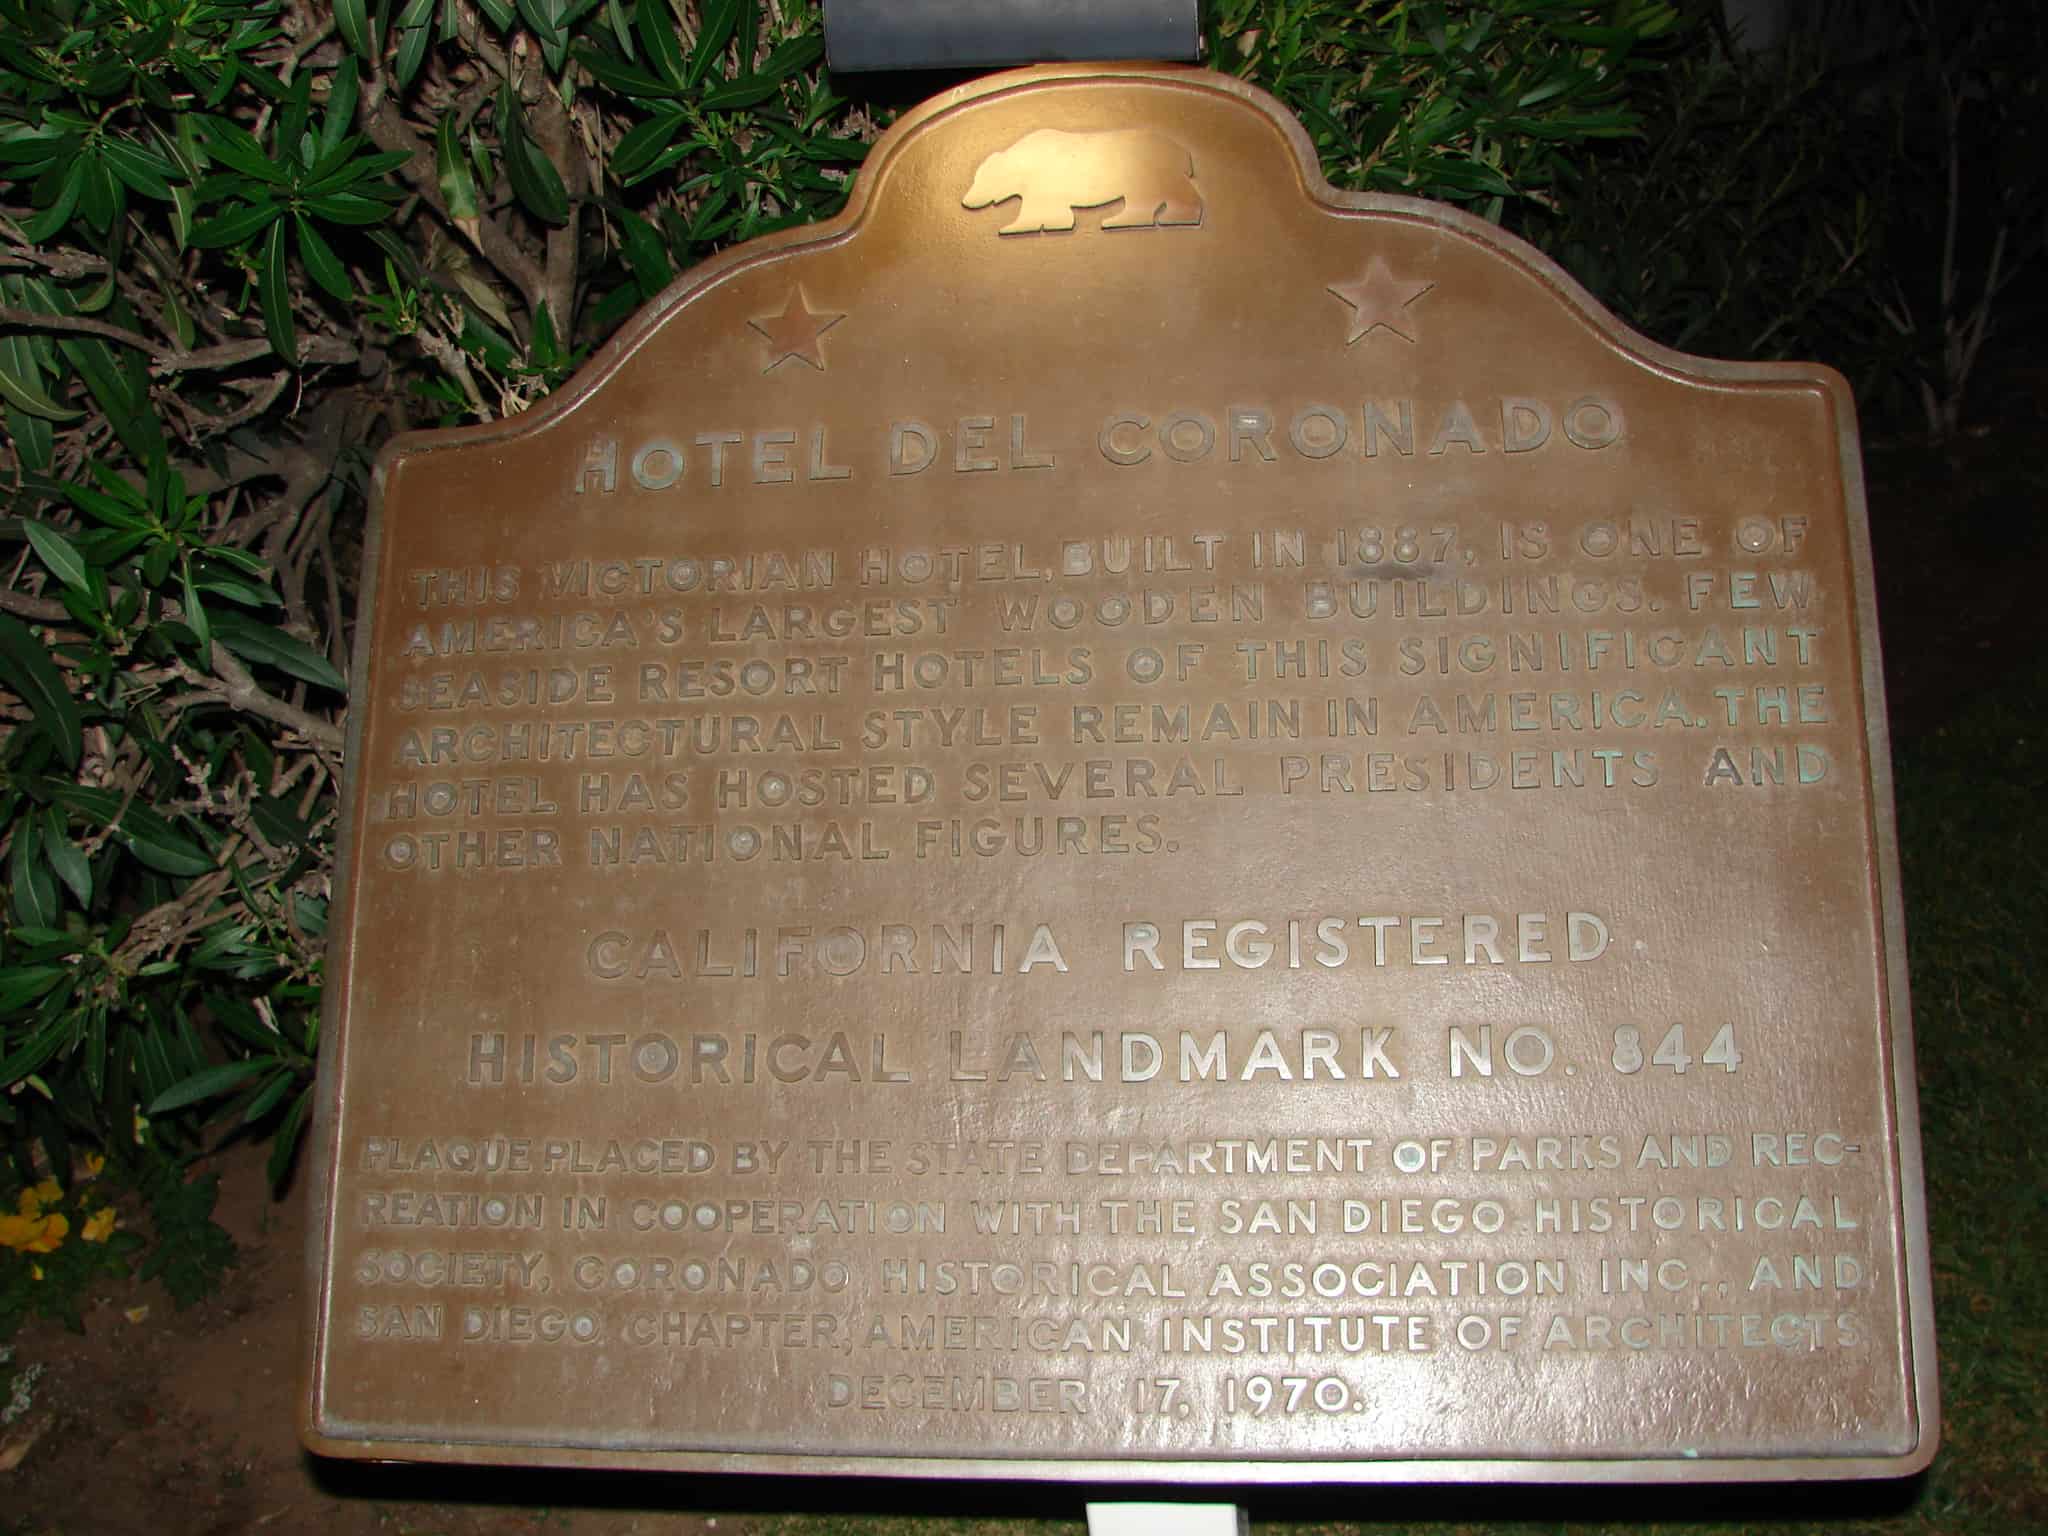 HOTEL DEL CORONADO
THIS VICTORIAN HOTEL, BUILT IN 1887, IS ONE OF
AMERICA'S LARGEST WOODEN BUILDINGS. FEW
SEASIDE RESORT HOTELS OF THIS SIGNIFICANT
ARCHITECTURAL STYLE REMAIN IN AMERICA. THE
HOTEL HAS HOSTED SEVERAL PRESIDENTS AND
OTHER NATIONAL FIGURES.
CALIFORNIA REGISTERED
HISTORICAL LANDMARK NO. 844
PLAQUE PLACED BY THE STATE DEPARTMENT OF PARKS AND REC-
REATION IN COOPERATION WITH THE SAN DIEGO HISTORICAL
SOCIETY, CORONADO HISTORICAL ASSOCIATION INC., AND
SAN DIEGO CHAPTER, AMERICAN INSTITUTE OF ARCHITECTS.
DECEMBER 17, 1970.